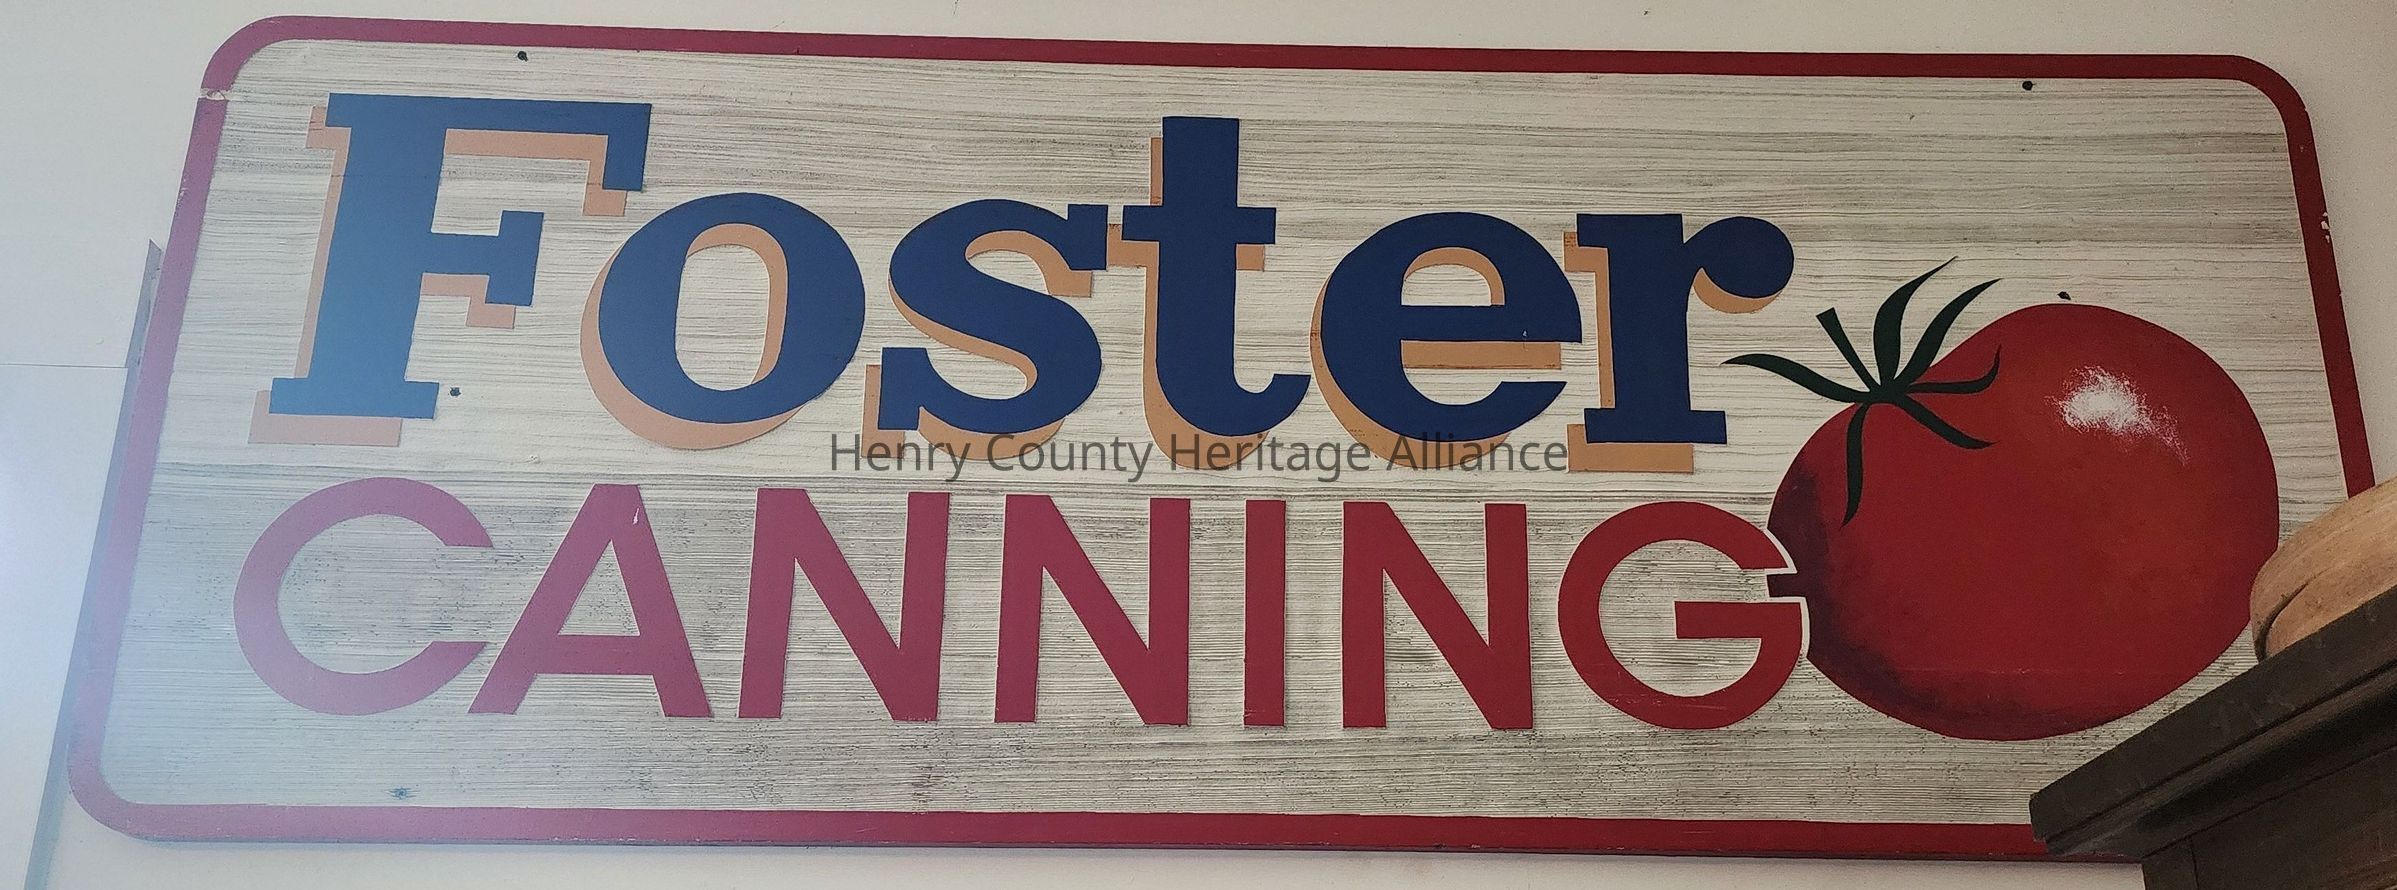 Foster
Henry County Heritage Alliance
CANNING